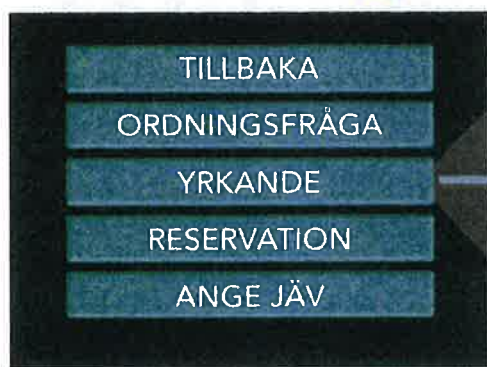 TILLBAKA
ORDNINGSFRÅGA
YRKANDE
RESERVATION
ANGE JÄV